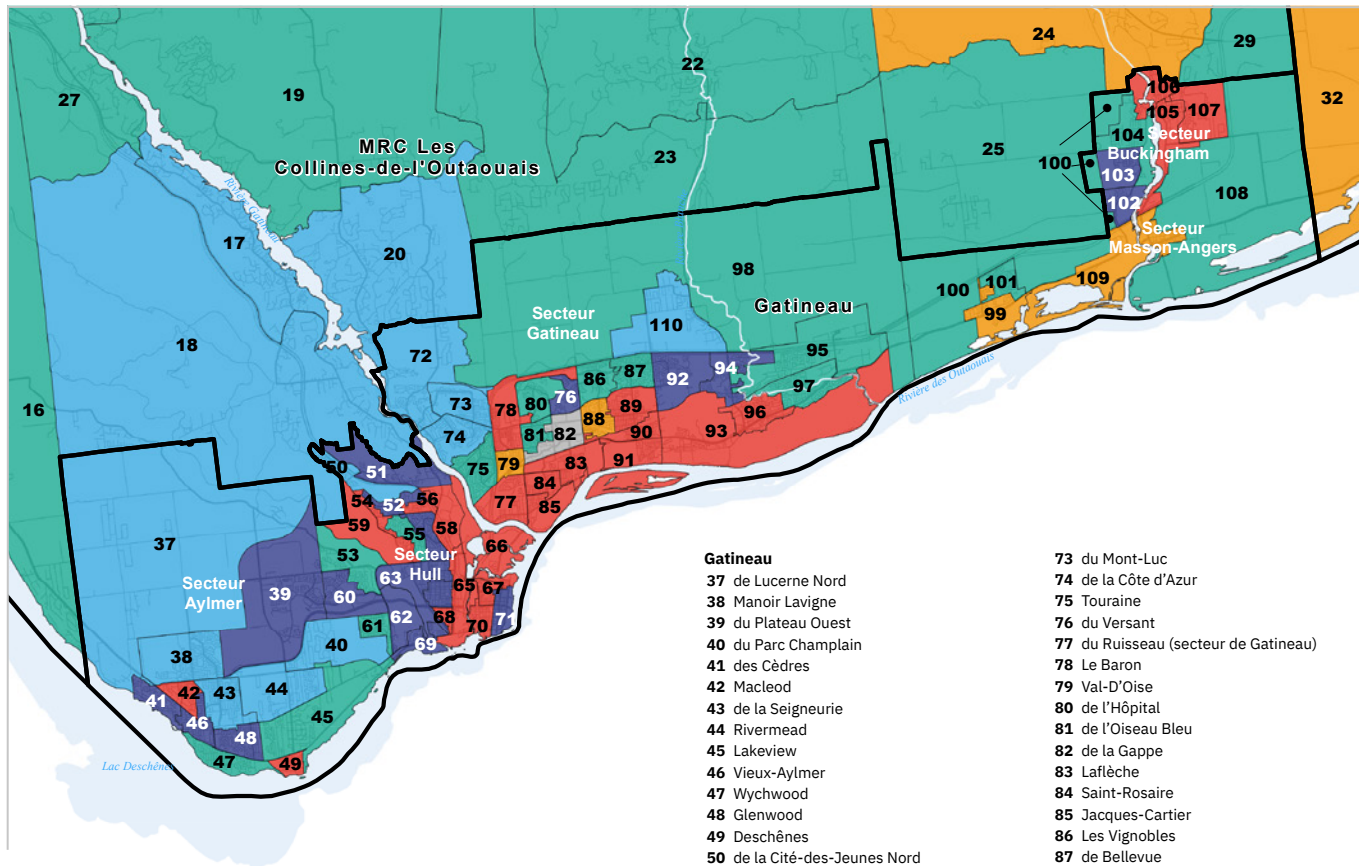 24
29
22
27
19
106
32
105
107
23
MRC Les
Collines-de-l'Outaouais
25
104
Secteur
Buckingham
100
103
108
102
Rivière Gatineau
17
20
Secteur
Masson-Angers
98
100
101
109
99
Secteur
Gatineau
Gatineau
110
18
72
95
86
87
92
94
97
Rivière des Outaouais
16
73
78
80
76
88
89
96
74
81
82
90
93
75
79
83
91
50
51
84
77
85
54
52
56
59
55
58
66
37
53
Secteur
Hull
Secteur
Aylmer
39
60
63
65
67
62
61
68
70
71
38
40
69
41
42
43
44
46
45
48
47
49
Lac Deschênes
Gatineau
37 de Lucerne Nord
38 Manoir Lavigne
39 du Plateau Ouest
40 du Parc Champlain
41 des Cèdres
42 Macleod
43 de la Seigneurie
44 Rivermead
45 Lakeview
46 Vieux-Aylmer
47 Wychwood
48 Glenwood
49 Deschênes
50 de la Cité-des-Jeunes Nord
73 du Mont-Luc
74 de la Côte d’Azur
75 Touraine
76 du Versant
77 du Ruisseau (secteur de Gatineau)
78 Le Baron
79 Val-D’Oise
80 de l’Hôpital
81 de l’Oiseau Bleu
82 de la Gappe
83 Laflèche
84 Saint-Rosaire
85 Jacques-Cartier
86 Les Vignobles
87 de Bellevue